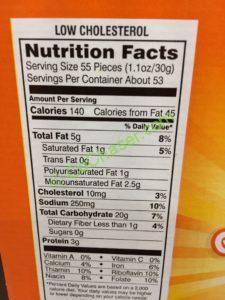 LOW CHOLESTEROL
Nutrition Facts
Serving Size 55 Pieces (1.1oz/30g)
Servings Per Container About 53
Amount Per Serving
Calories 140 Calories from Fat 45
% Daily Value*
Total Fat 5g 8%
Saturated Fat 1g 5%
Trans Fat 0g
Polyunsaturated Fat 1g
Monounsaturated Fat 2.5g
Cholesterol 10mg 3%
Sodium 250mg 10%
Total Carbohydrate 20g 7%
Dietary Fiber Less than 1g 4%
Sugars 0g
Protein 3g
Vitamin A 0% • Vitamin C 0%
Calcium 4% • Iron 6%
Thiamin 10% • Riboflavin 10%
Niacin 8% • Folate 10%
*Percent Daily Values are based on a 2,000
calorie diet. Your daily values may be higher
or lower depending on your calorie needs.